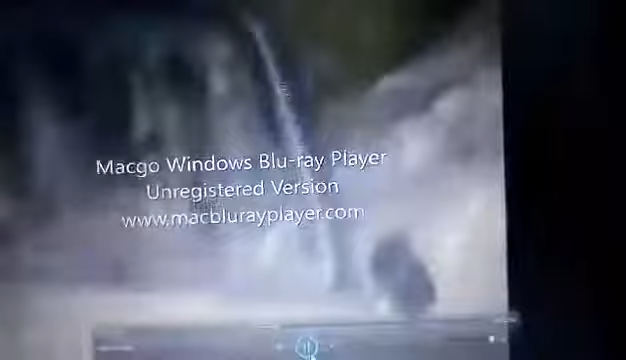 Macgo Windows Blu-ray Player
Unregistered Version
www.macblurayplayer.com